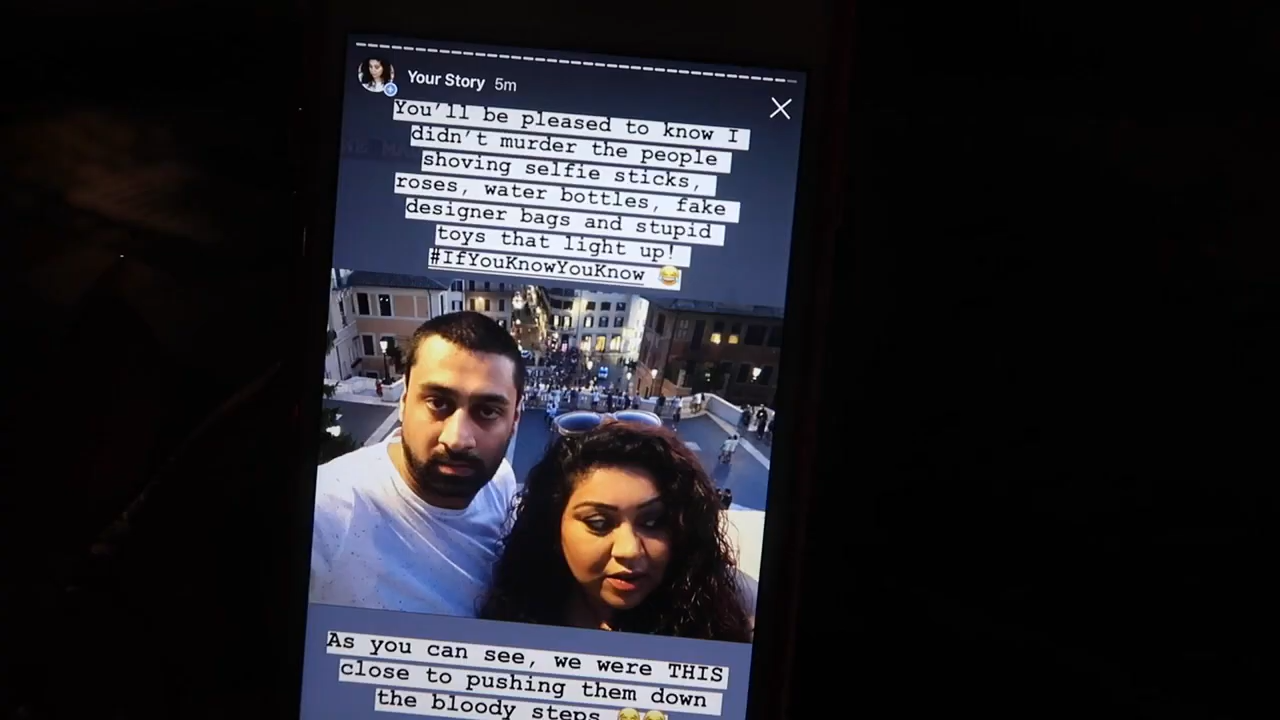 Your Story 5m
You'll be pleased to know I
didn't murder the people
shoving selfie sticks,
roses, water bottles, fake
designer bags and stupid
toys that light up!
#IfYouKnowYouKnow 😂
As you can see, we were THIS
close to pushing them down
the bloody steps 😂😂